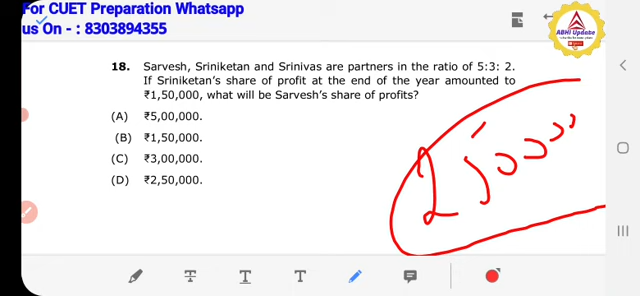 For CUET Preparation Whatsapp
us On - : 8303894355
ABHI Update
18. Sarvesh, Sriniketan and Srinivas are partners in the ratio of 5:3: 2.
If Sriniketan's share of profit at the end of the year amounted to
₹1,50,000, what will be Sarvesh's share of profits?
(A) ₹5,00,000.
(B) ₹1,50,000.
(C) ₹3,00,000.
(D) ₹2,50,000.
250000
T T T